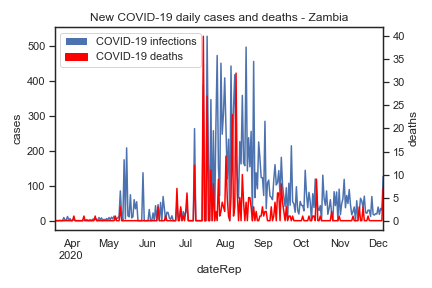 New COVID-19 daily cases and deaths - Zambia
COVID-19 infections
COVID-19 deaths
500
400
300
200
100
0
cases
40
35
30
25
20
15
10
5
0
deaths
Apr May Jun Jul Aug Sep Oct Nov Dec
2020
dateRep